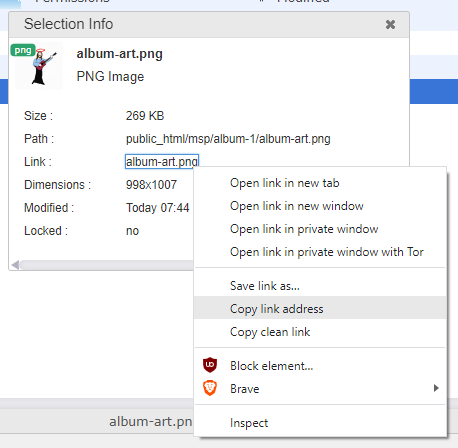 Permissions Modified
Selection Info
png
album-art.png
PNG Image
Size : 269 KB
Path : public_html/msp/album-1/album-art.png
Link : album-art.png
Dimensions : 998x1007
Modified : Today 07:44
Locked : no
Open link in new tab
Open link in new window
Open link in private window
Open link in private window with Tor
Save link as...
Copy link address
Copy clean link
Block element...
Brave
Inspect
album-art.pn